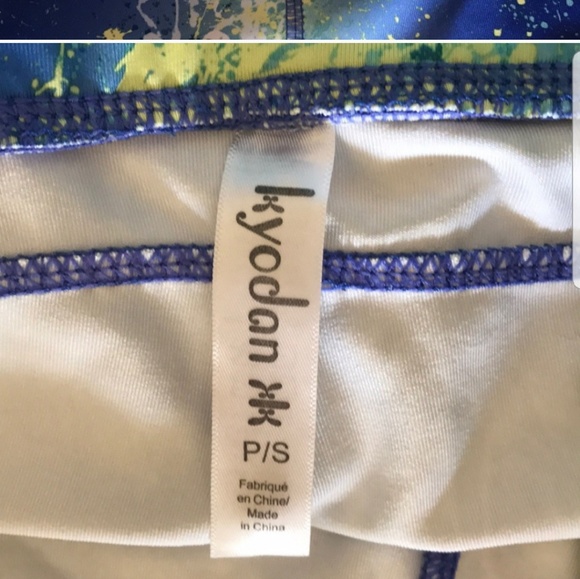 kyodan
P/S
Fabriqué
en Chine/
Made
in China